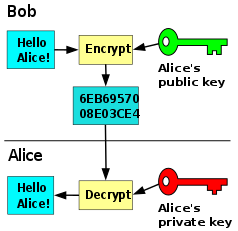 Bob
Hello
Alice!
Encrypt
Alice's
public key
6EB69570
08E03CE4
Alice
Hello
Alice!
Decrypt
Alice's
private key